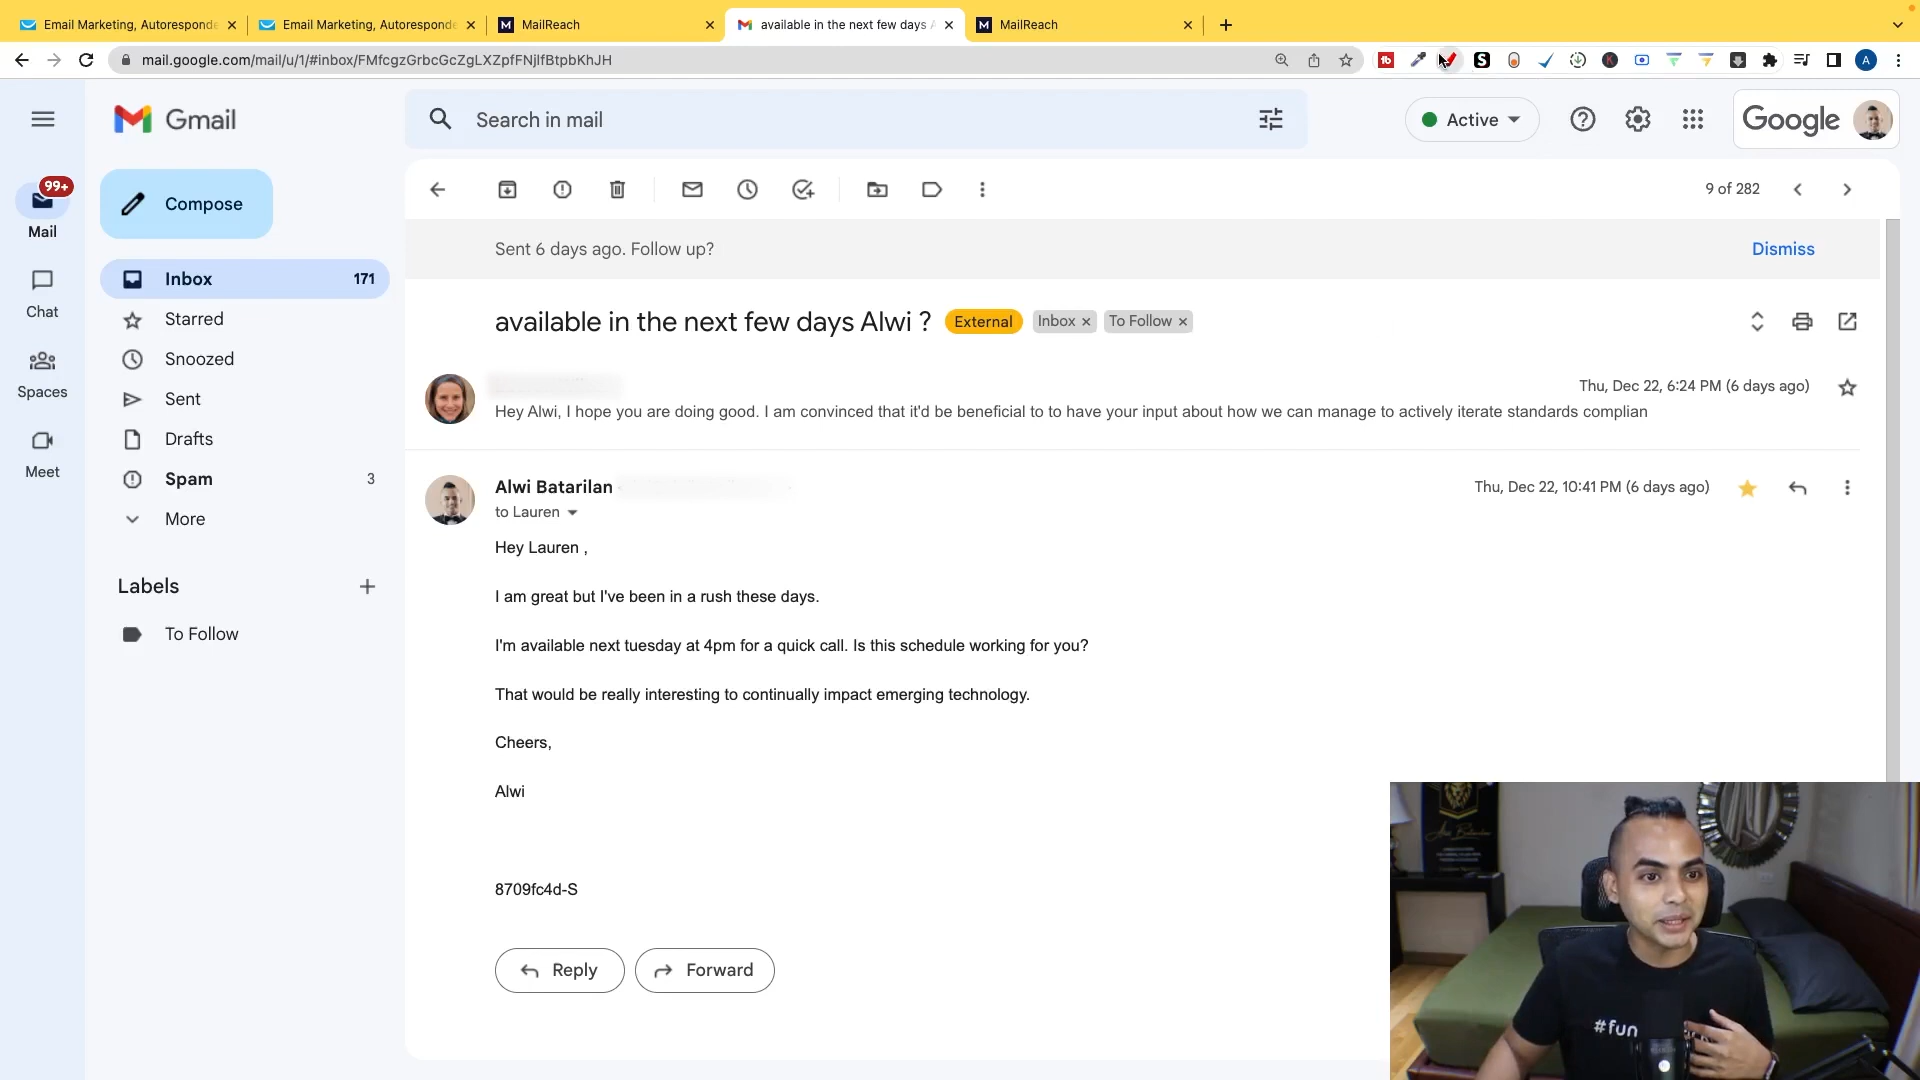 Email Marketing, Autoresponde
Email Marketing, Autoresponde
MailReach
available in the next few days A
MailReach
mail.google.com/mail/u/1/#inbox/FMfcgzGrbcGcZgLXZpfFNjlfBtpbKhJH
Gmail
Search in mail
Active
Google
99+
Mail
Chat
Spaces
Meet
Compose
Inbox 171
Starred
Snoozed
Sent
Drafts
Spam 3
More
Labels
To Follow
9 of 282
Sent 6 days ago. Follow up?
Dismiss
available in the next few days Alwi ?
External
Inbox
To Follow
Thu, Dec 22, 6:24 PM (6 days ago)
Hey Alwi, I hope you are doing good. I am convinced that it'd be beneficial to to have your input about how we can manage to actively iterate standards complian
Alwi Batarilan
Thu, Dec 22, 10:41 PM (6 days ago)
to Lauren
Hey Lauren ,
I am great but I've been in a rush these days.
I'm available next tuesday at 4pm for a quick call. Is this schedule working for you?
That would be really interesting to continually impact emerging technology.
Cheers,
Alwi
8709fc4d-S
Reply
Forward
#fun